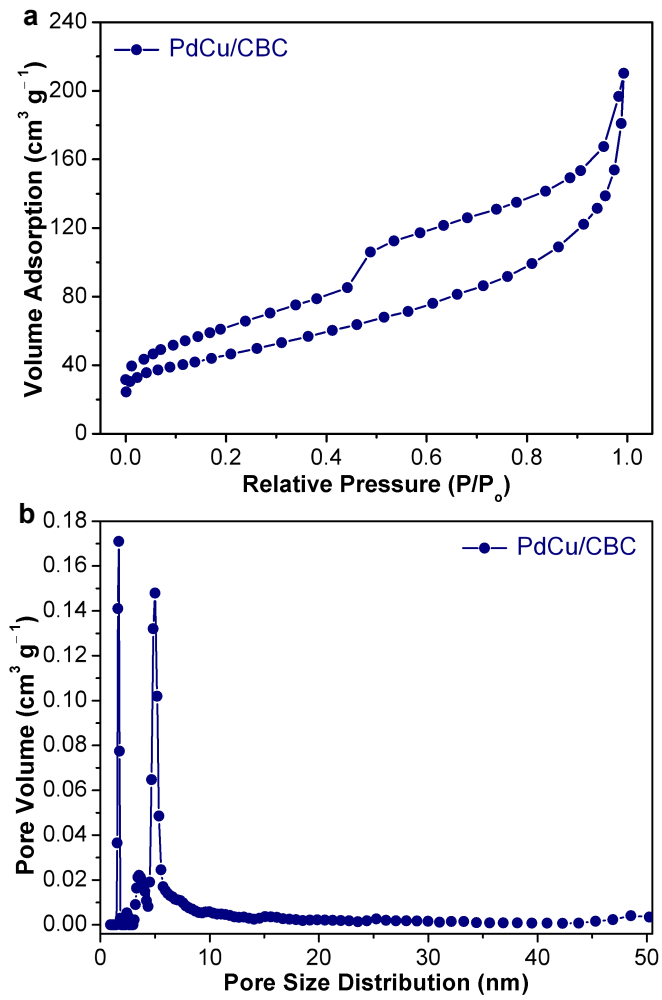 a
PdCu/CBC
Volume Adsorption (cm³ g⁻¹)
240
200
160
120
80
40
0
0.0 0.2 0.4 0.6 0.8 1.0
Relative Pressure (P/Pₒ)
b
PdCu/CBC
Pore Volume (cm³ g⁻¹)
0.18
0.16
0.14
0.12
0.10
0.08
0.06
0.04
0.02
0.00
0 10 20 30 40 50
Pore Size Distribution (nm)